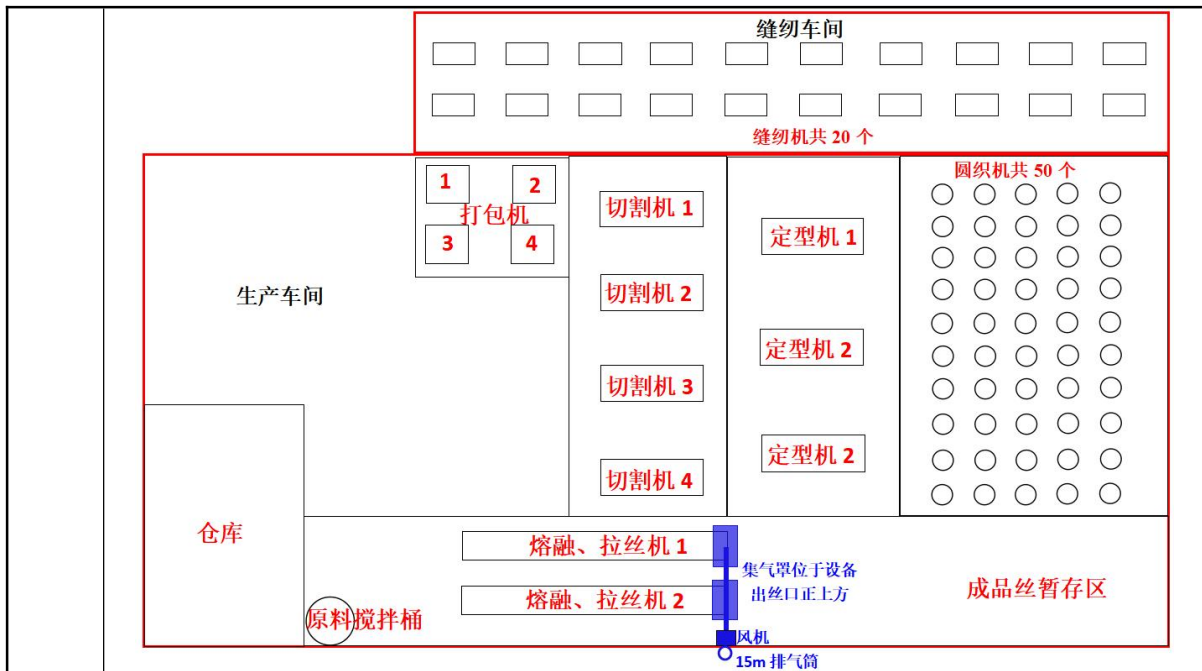 缝纫车间
缝纫机共 20 个
1
2
打包机
3
4
切割机 1
切割机 2
切割机 3
切割机 4
定型机 1
定型机 2
定型机 2
圆织机共 50 个
生产车间
仓库
原料搅拌桶
熔融、拉丝机 1
熔融、拉丝机 2
集气罩位于设备
出丝口正上方
风机
15m 排气筒
成品丝暂存区